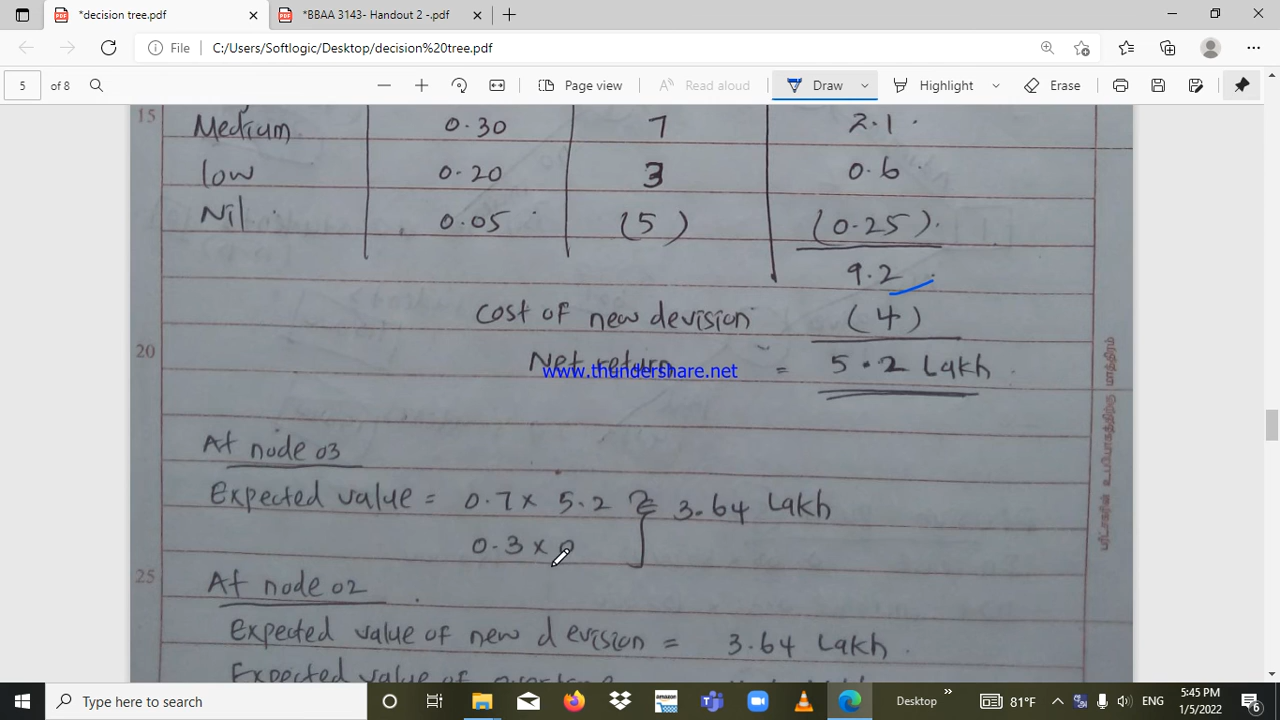 *decision tree.pdf
*BBAA 3143- Handout 2 -.pdf
File C:/Users/Softlogic/Desktop/decision%20tree.pdf
5 of 8 Page view Read aloud Draw Highlight Erase
15 Medium 0.30 7 2.1
low 0.20 3 0.6
Nil 0.05 (5) (0.25)
9.2
Cost of new devision (4)
20 Net return = 5.2 Lakh
www.thundershare.net
At node 03
Expected value = 0.7 x 5.2 = 3.64 Lakh
0.3 x 0
25 At node 02
Expected value of new devision = 3.64 Lakh
Expected value of
Type here to search
Desktop
81°F
ENG
5:45 PM
1/5/2022
6